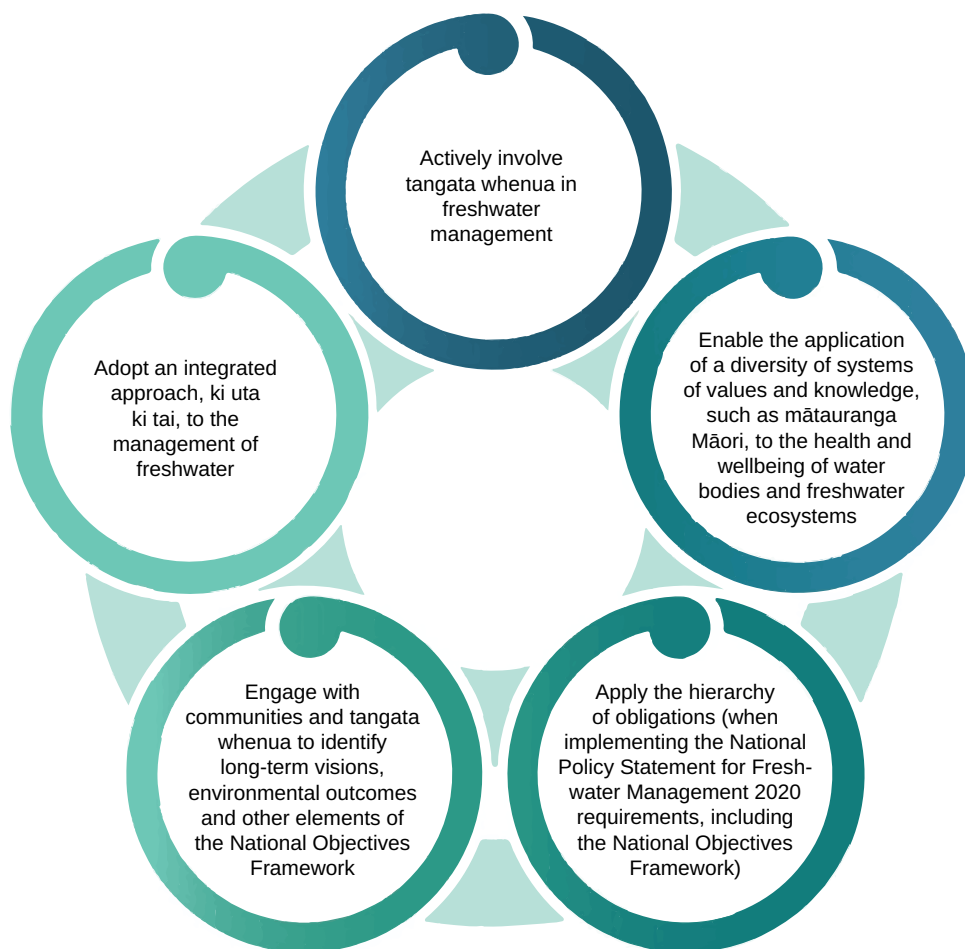 Actively involve
tangata whenua in
freshwater
management
Enable the application
of a diversity of systems
of values and knowledge,
such as mātauranga
Māori, to the health and
wellbeing of water
bodies and freshwater
ecosystems
Apply the hierarchy
of obligations (when
implementing the National
Policy Statement for Fresh-
water Management 2020
requirements, including
the National Objectives
Framework)
Engage with
communities and tangata
whenua to identify
long-term visions,
environmental outcomes
and other elements of
the National Objectives
Framework
Adopt an integrated
approach, ki uta
ki tai, to the
management of
freshwater